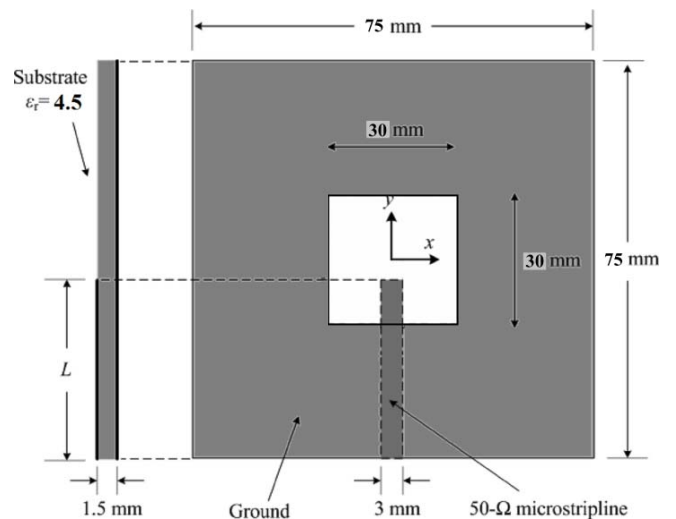 75 mm
Substrate
εr= 4.5
30 mm
y
x
30 mm
75 mm
L
1.5 mm
Ground
3 mm
50-Ω microstripline